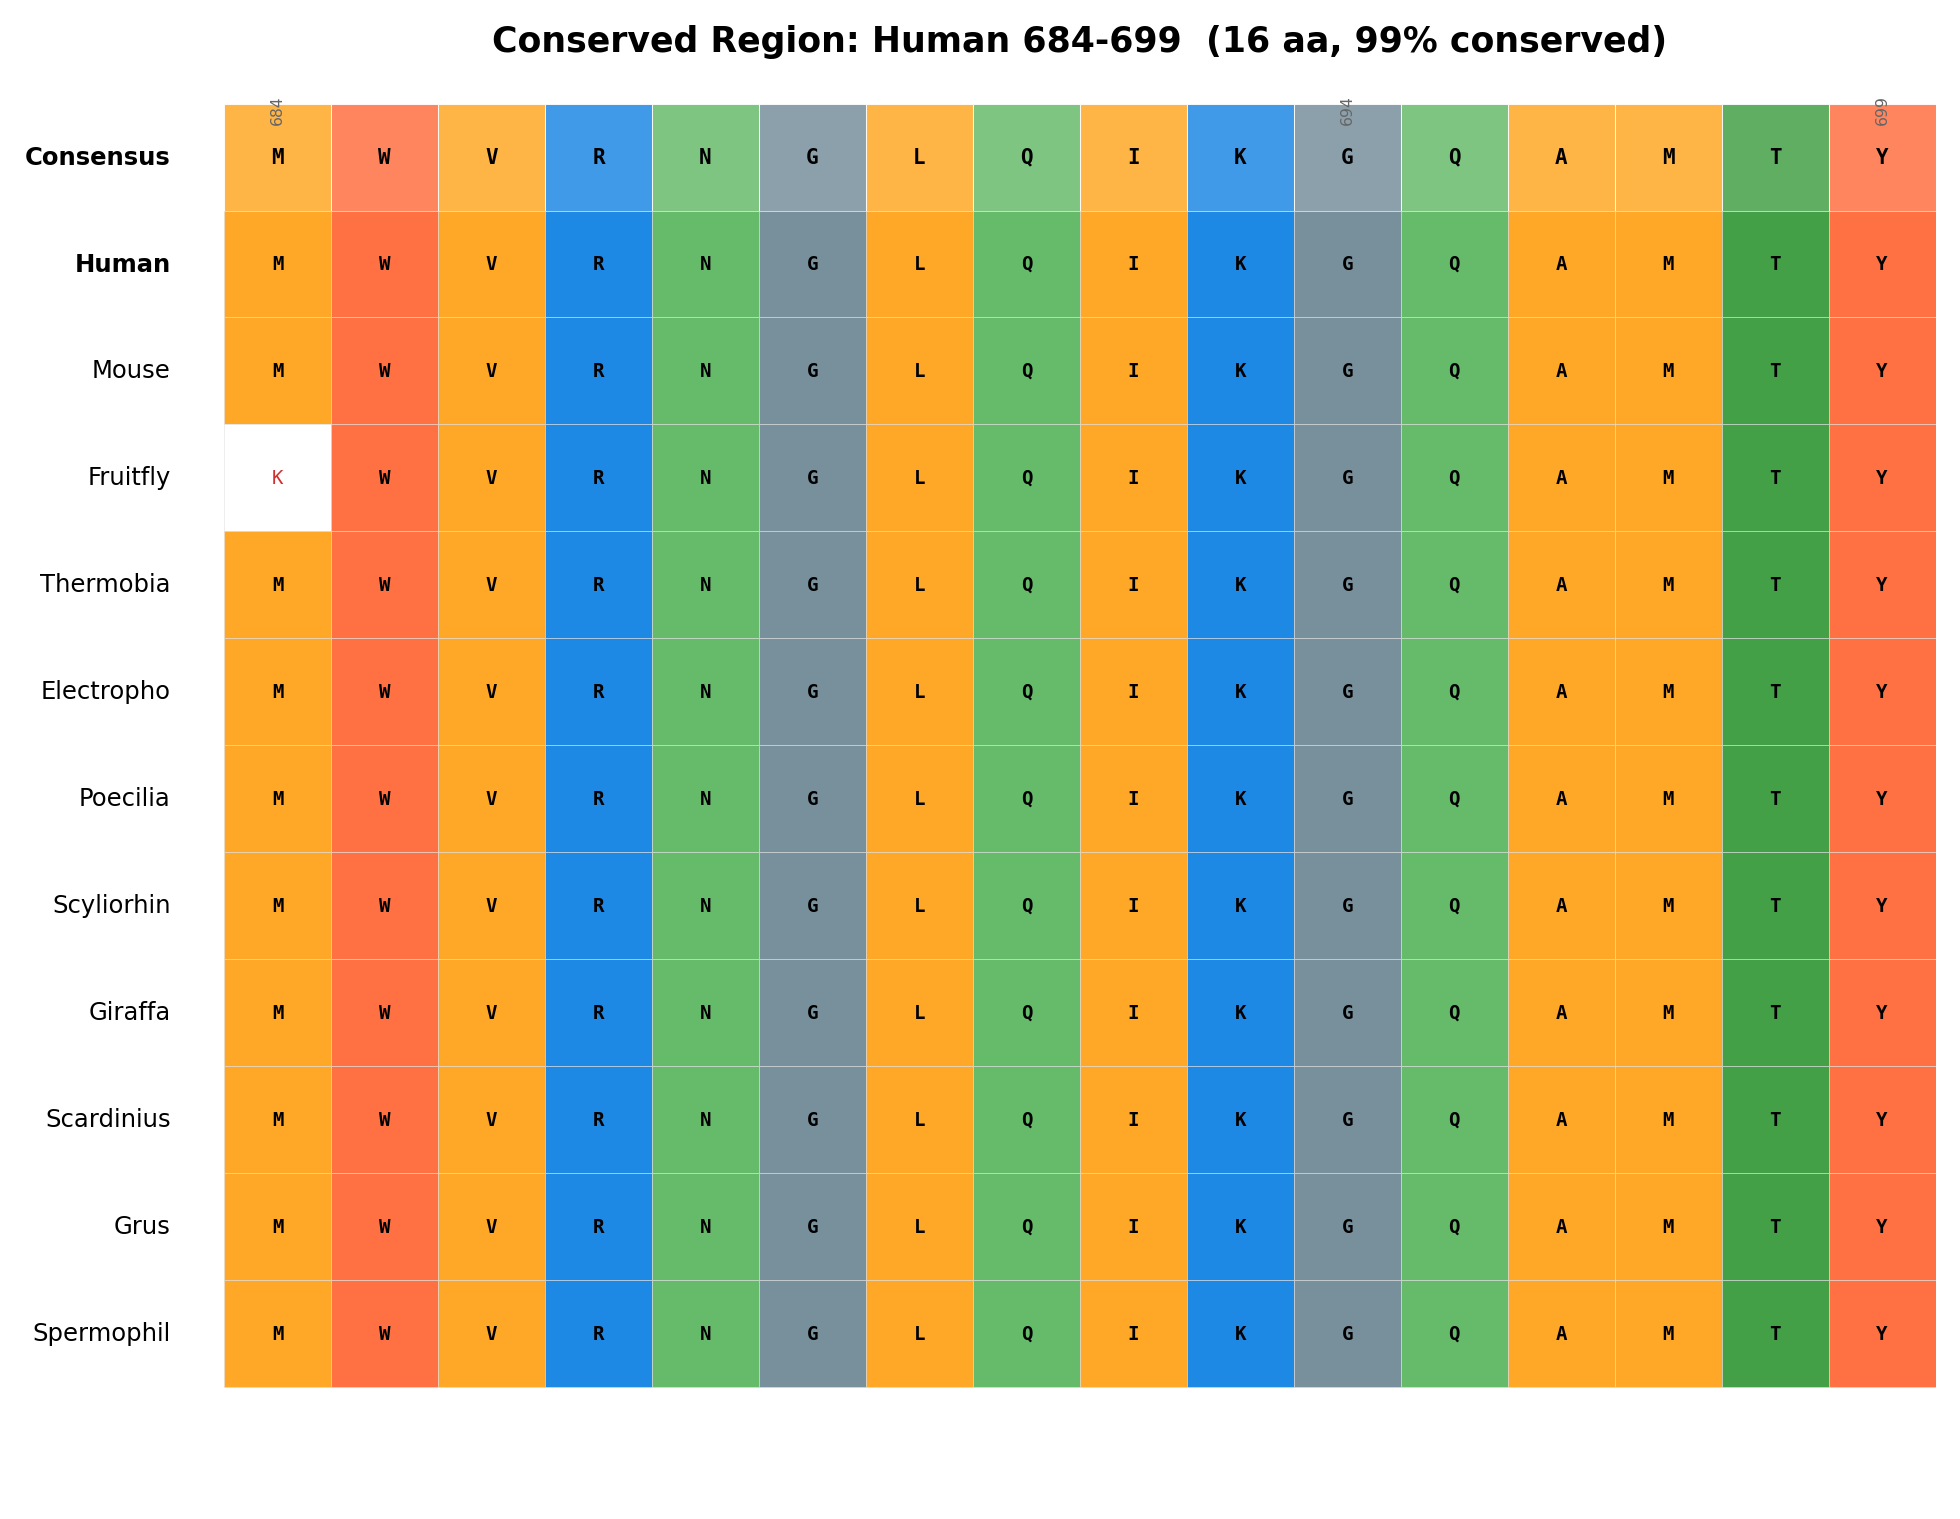 Conserved Region: Human 684-699 (16 aa, 99% conserved)
684 694 699
Consensus M W V R N G L Q I K G Q A M T Y
Human M W V R N G L Q I K G Q A M T Y
Mouse M W V R N G L Q I K G Q A M T Y
Fruitfly K W V R N G L Q I K G Q A M T Y
Thermobia M W V R N G L Q I K G Q A M T Y
Electropho M W V R N G L Q I K G Q A M T Y
Poecilia M W V R N G L Q I K G Q A M T Y
Scyliorhin M W V R N G L Q I K G Q A M T Y
Giraffa M W V R N G L Q I K G Q A M T Y
Scardinius M W V R N G L Q I K G Q A M T Y
Grus M W V R N G L Q I K G Q A M T Y
Spermophil M W V R N G L Q I K G Q A M T Y